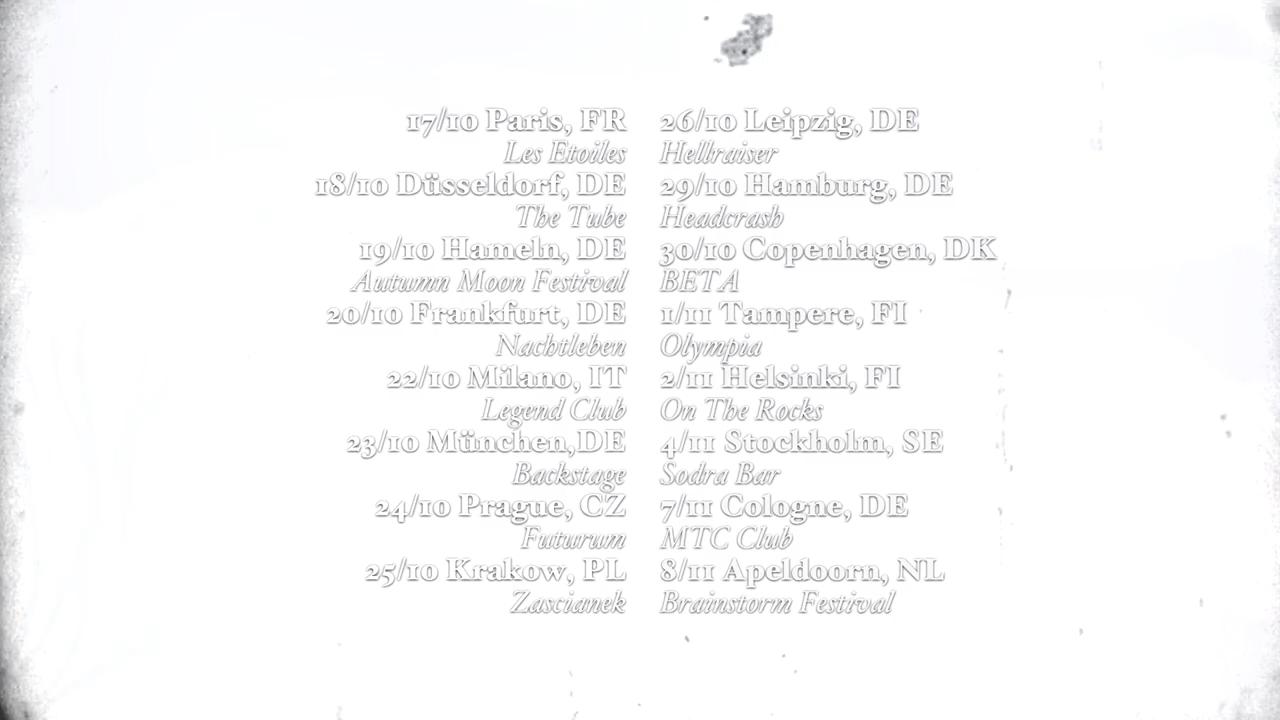 17/10 Paris, FR
Les Etoiles
18/10 Düsseldorf, DE
The Tube
19/10 Hameln, DE
Autumn Moon Festival
20/10 Frankfurt, DE
Nachtleben
22/10 Milano, IT
Legend Club
23/10 München,DE
Backstage
24/10 Prague, CZ
Futurum
25/10 Krakow, PL
Zascianek
26/10 Leipzig, DE
Hellraiser
29/10 Hamburg, DE
Headcrash
30/10 Copenhagen, DK
BETA
1/11 Tampere, FI
Olympia
2/11 Helsinki, FI
On The Rocks
4/11 Stockholm, SE
Sodra Bar
7/11 Cologne, DE
MTC Club
8/11 Apeldoorn, NL
Brainstorm Festival